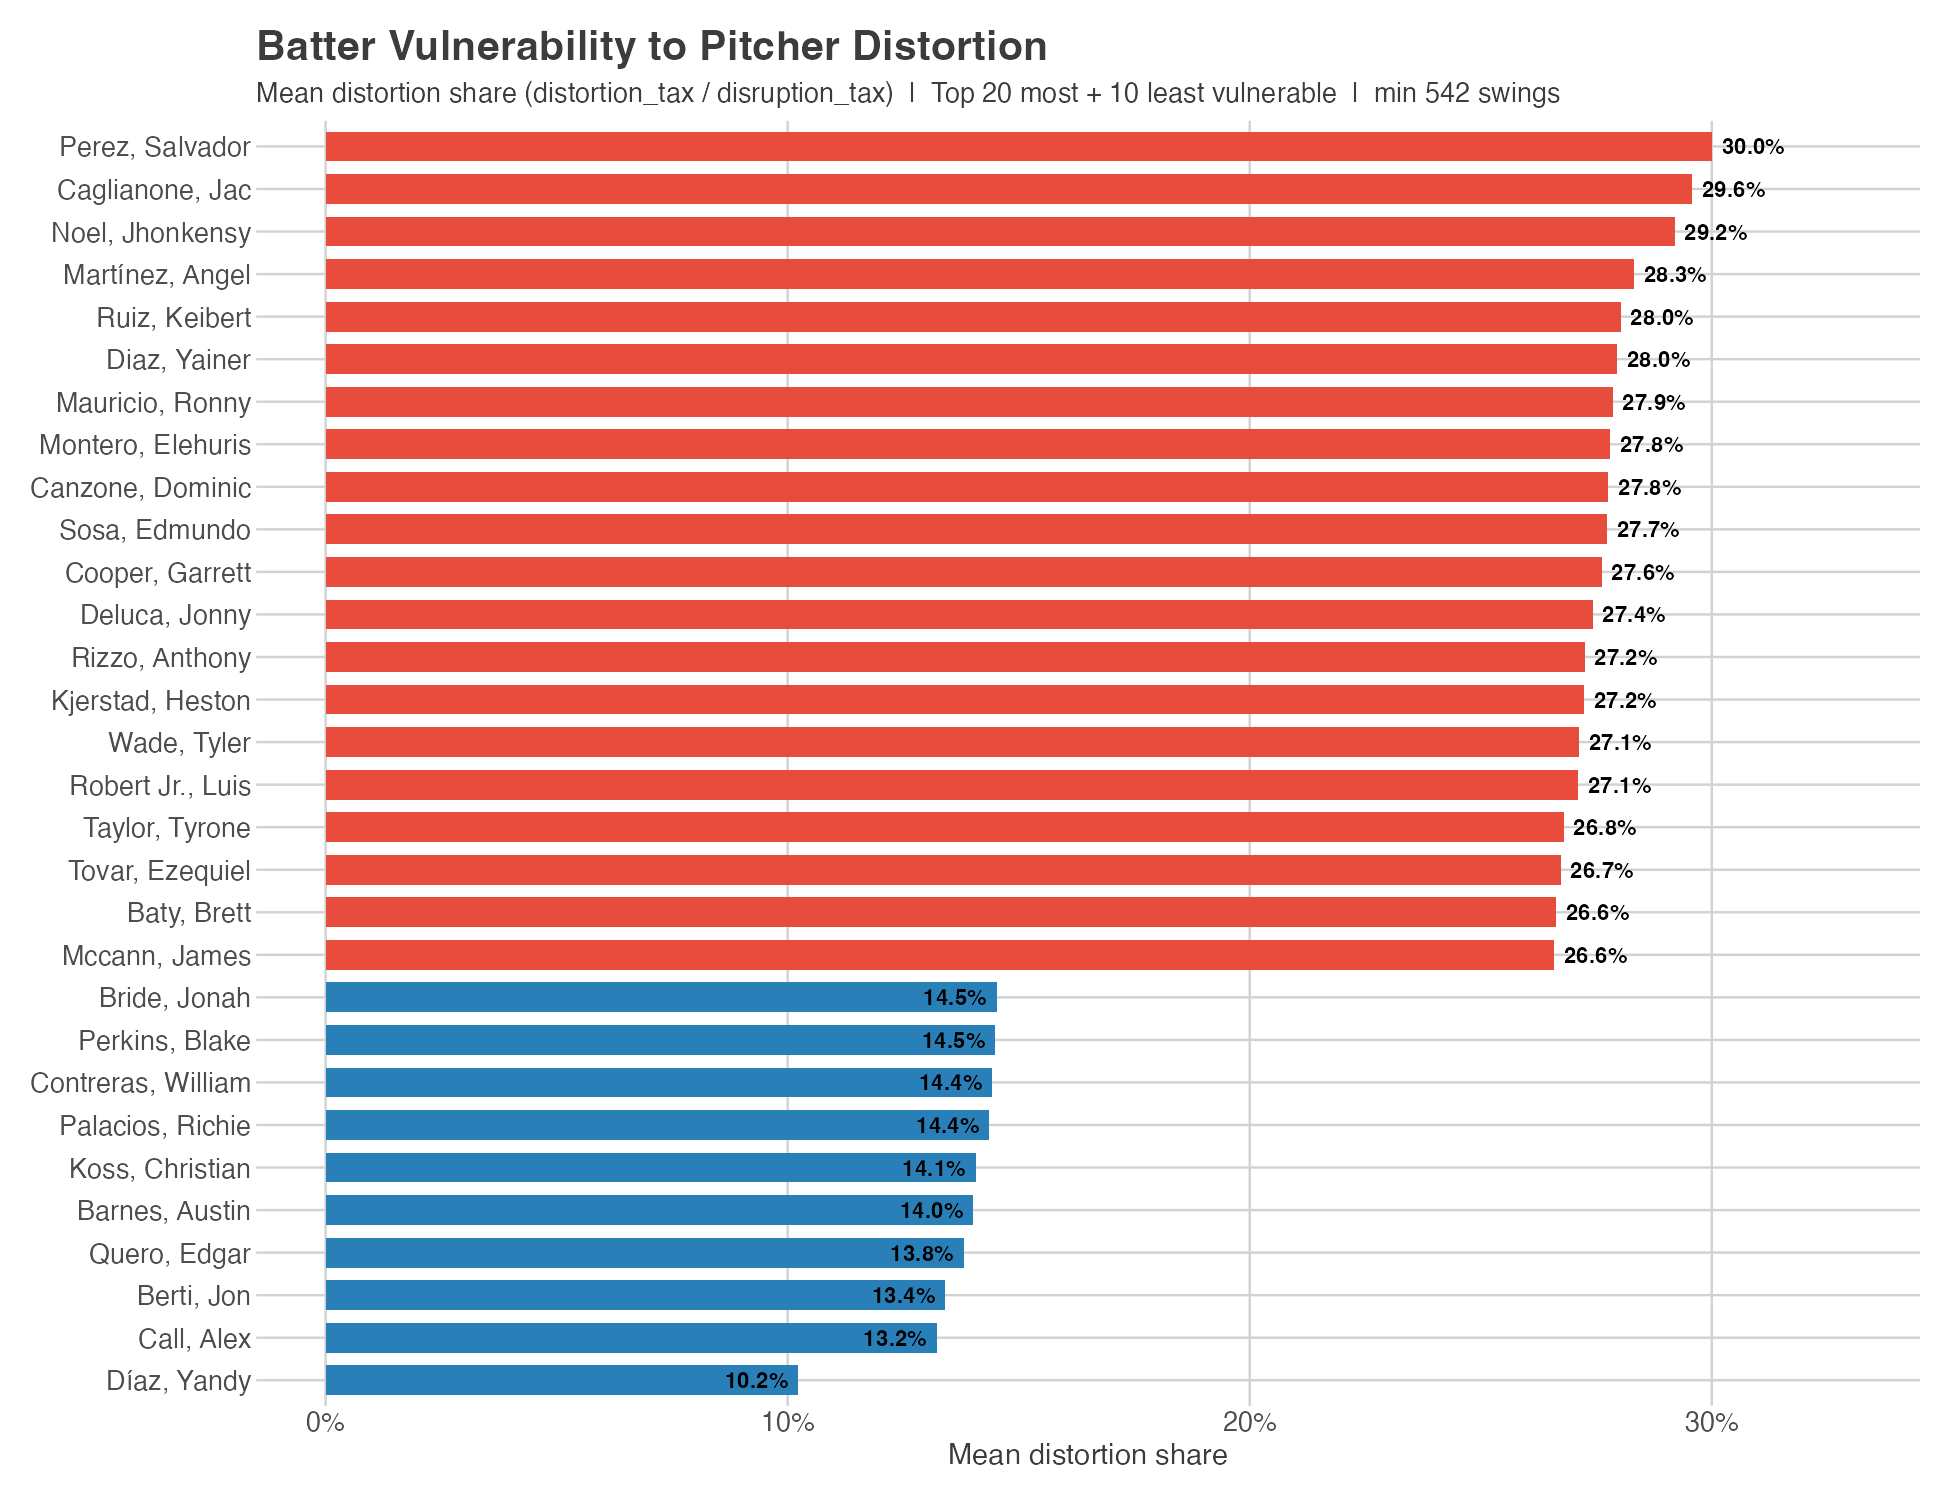 Batter Vulnerability to Pitcher Distortion
Mean distortion share (distortion_tax / disruption_tax) | Top 20 most + 10 least vulnerable | min 542 swings
Perez, Salvador 30.0%
Caglianone, Jac 29.6%
Noel, Jhonkensy 29.2%
Martínez, Angel 28.3%
Ruiz, Keibert 28.0%
Diaz, Yainer 28.0%
Mauricio, Ronny 27.9%
Montero, Elehuris 27.8%
Canzone, Dominic 27.8%
Sosa, Edmundo 27.7%
Cooper, Garrett 27.6%
Deluca, Jonny 27.4%
Rizzo, Anthony 27.2%
Kjerstad, Heston 27.2%
Wade, Tyler 27.1%
Robert Jr., Luis 27.1%
Taylor, Tyrone 26.8%
Tovar, Ezequiel 26.7%
Baty, Brett 26.6%
Mccann, James 26.6%
Bride, Jonah 14.5%
Perkins, Blake 14.5%
Contreras, William 14.4%
Palacios, Richie 14.4%
Koss, Christian 14.1%
Barnes, Austin 14.0%
Quero, Edgar 13.8%
Berti, Jon 13.4%
Call, Alex 13.2%
Díaz, Yandy 10.2%
0% 10% 20% 30%
Mean distortion share